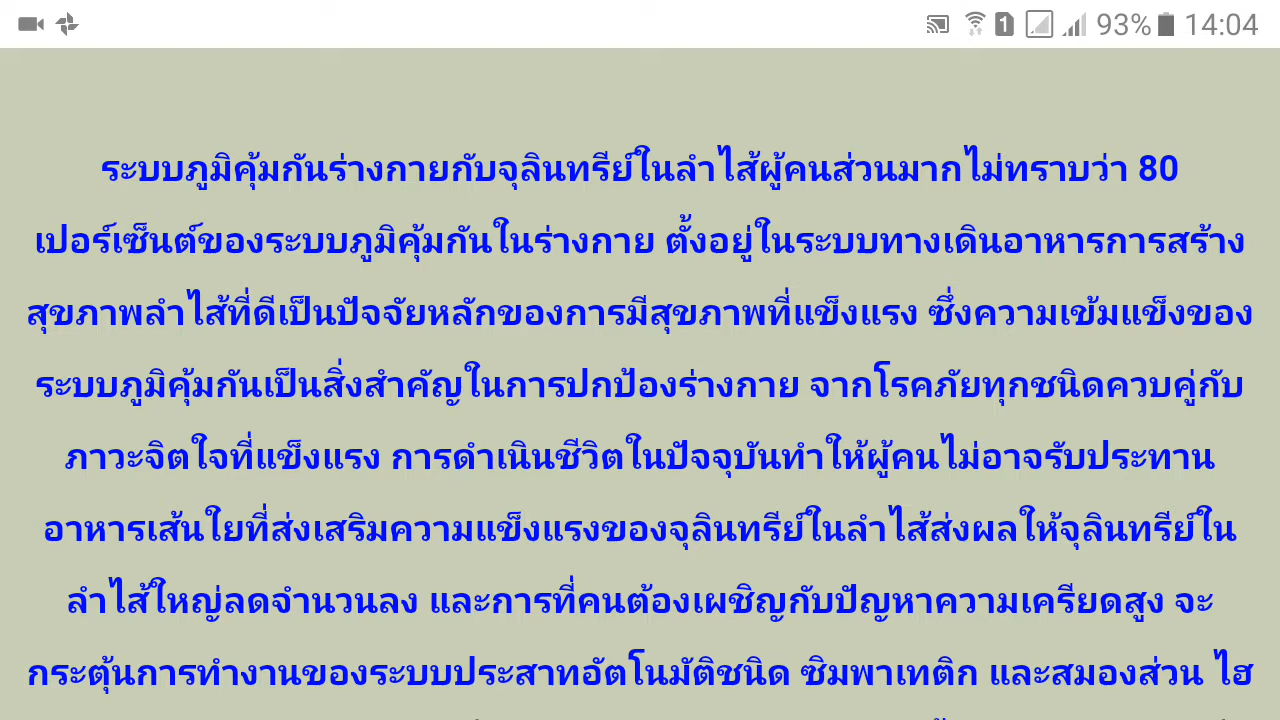 1 93% 14:04
ระบบภูมิคุ้มกันร่างกายกับจุลินทรีย์ในลำไส้ผู้คนส่วนมากไม่ทราบว่า 80
เปอร์เซ็นต์ของระบบภูมิคุ้มกันในร่างกาย ตั้งอยู่ในระบบทางเดินอาหารการสร้าง
สุขภาพลำไส้ที่ดีเป็นปัจจัยหลักของการมีสุขภาพที่แข็งแรง ซึ่งความเข้มแข็งของ
ระบบภูมิคุ้มกันเป็นสิ่งสำคัญในการปกป้องร่างกาย จากโรคภัยทุกชนิดควบคู่กับ
ภาวะจิตใจที่แข็งแรง การดำเนินชีวิตในปัจจุบันทำให้ผู้คนไม่อาจรับประทาน
อาหารเส้นใยที่ส่งเสริมความแข็งแรงของจุลินทรีย์ในลำไส้ส่งผลให้จุลินทรีย์ใน
ลำไส้ใหญ่ลดจำนวนลง และการที่คนต้องเผชิญกับปัญหาความเครียดสูง จะ
กระตุ้นการทำงานของระบบประสาทอัตโนมัติชนิด ซิมพาเทติก และสมองส่วน ไฮ